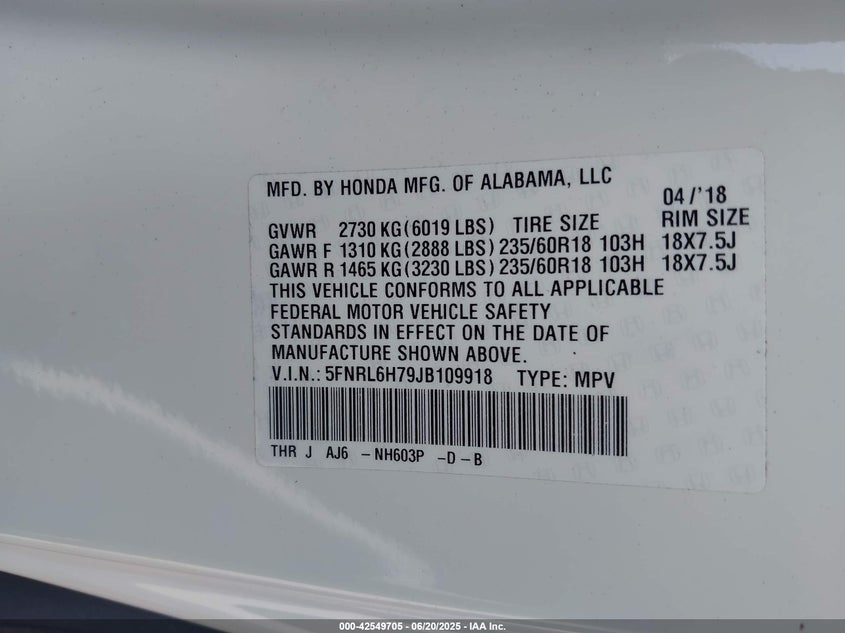 MFD. BY HONDA MFG. OF ALABAMA, LLC
04/'18
GVWR 2730 KG(6019 LBS) TIRE SIZE RIM SIZE
GAWR F 1310 KG(2888 LBS) 235/60R18 103H 18X7.5J
GAWR R 1465 KG(3230 LBS) 235/60R18 103H 18X7.5J
THIS VEHICLE CONFORMS TO ALL APPLICABLE
FEDERAL MOTOR VEHICLE SAFETY
STANDARDS IN EFFECT ON THE DATE OF
MANUFACTURE SHOWN ABOVE.
V.I.N.: 5FNRL6H79JB109918 TYPE: MPV
THR J AJ6 -NH603P -D-B
000-42549705 - 06/20/2025 - IAA Inc.